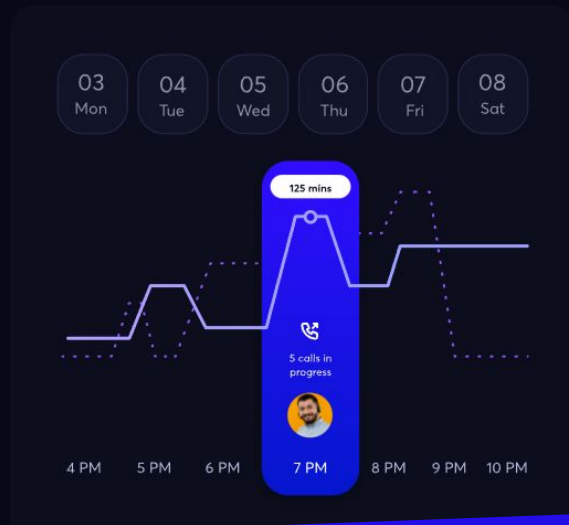 03 04 05 06 07 08
Mon Tue Wed Thu Fri Sat
125 mins
5 calls in
progress
4 PM 5 PM 6 PM 7 PM 8 PM 9 PM 10 PM